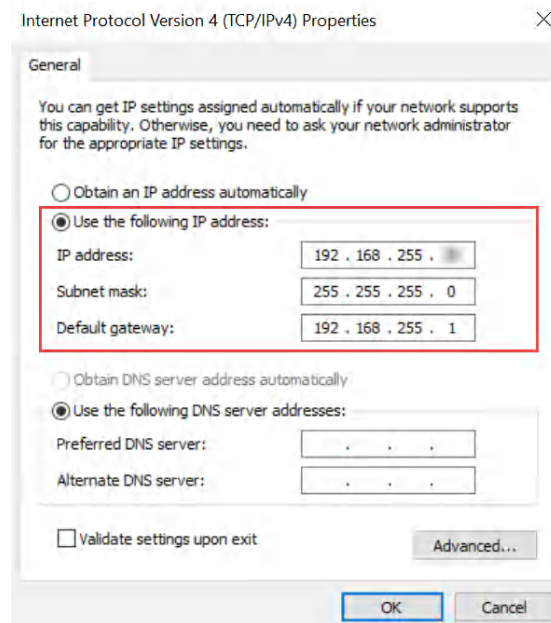 Internet Protocol Version 4 (TCP/IPv4) Properties
General
You can get IP settings assigned automatically if your network supports
this capability. Otherwise, you need to ask your network administrator
for the appropriate IP settings.
Obtain an IP address automatically
Use the following IP address:
IP address: 192 . 168 . 255 .
Subnet mask: 255 . 255 . 255 . 0
Default gateway: 192 . 168 . 255 . 1
Obtain DNS server address automatically
Use the following DNS server addresses:
Preferred DNS server: . . .
Alternate DNS server: . . .
Validate settings upon exit
Advanced...
OK Cancel